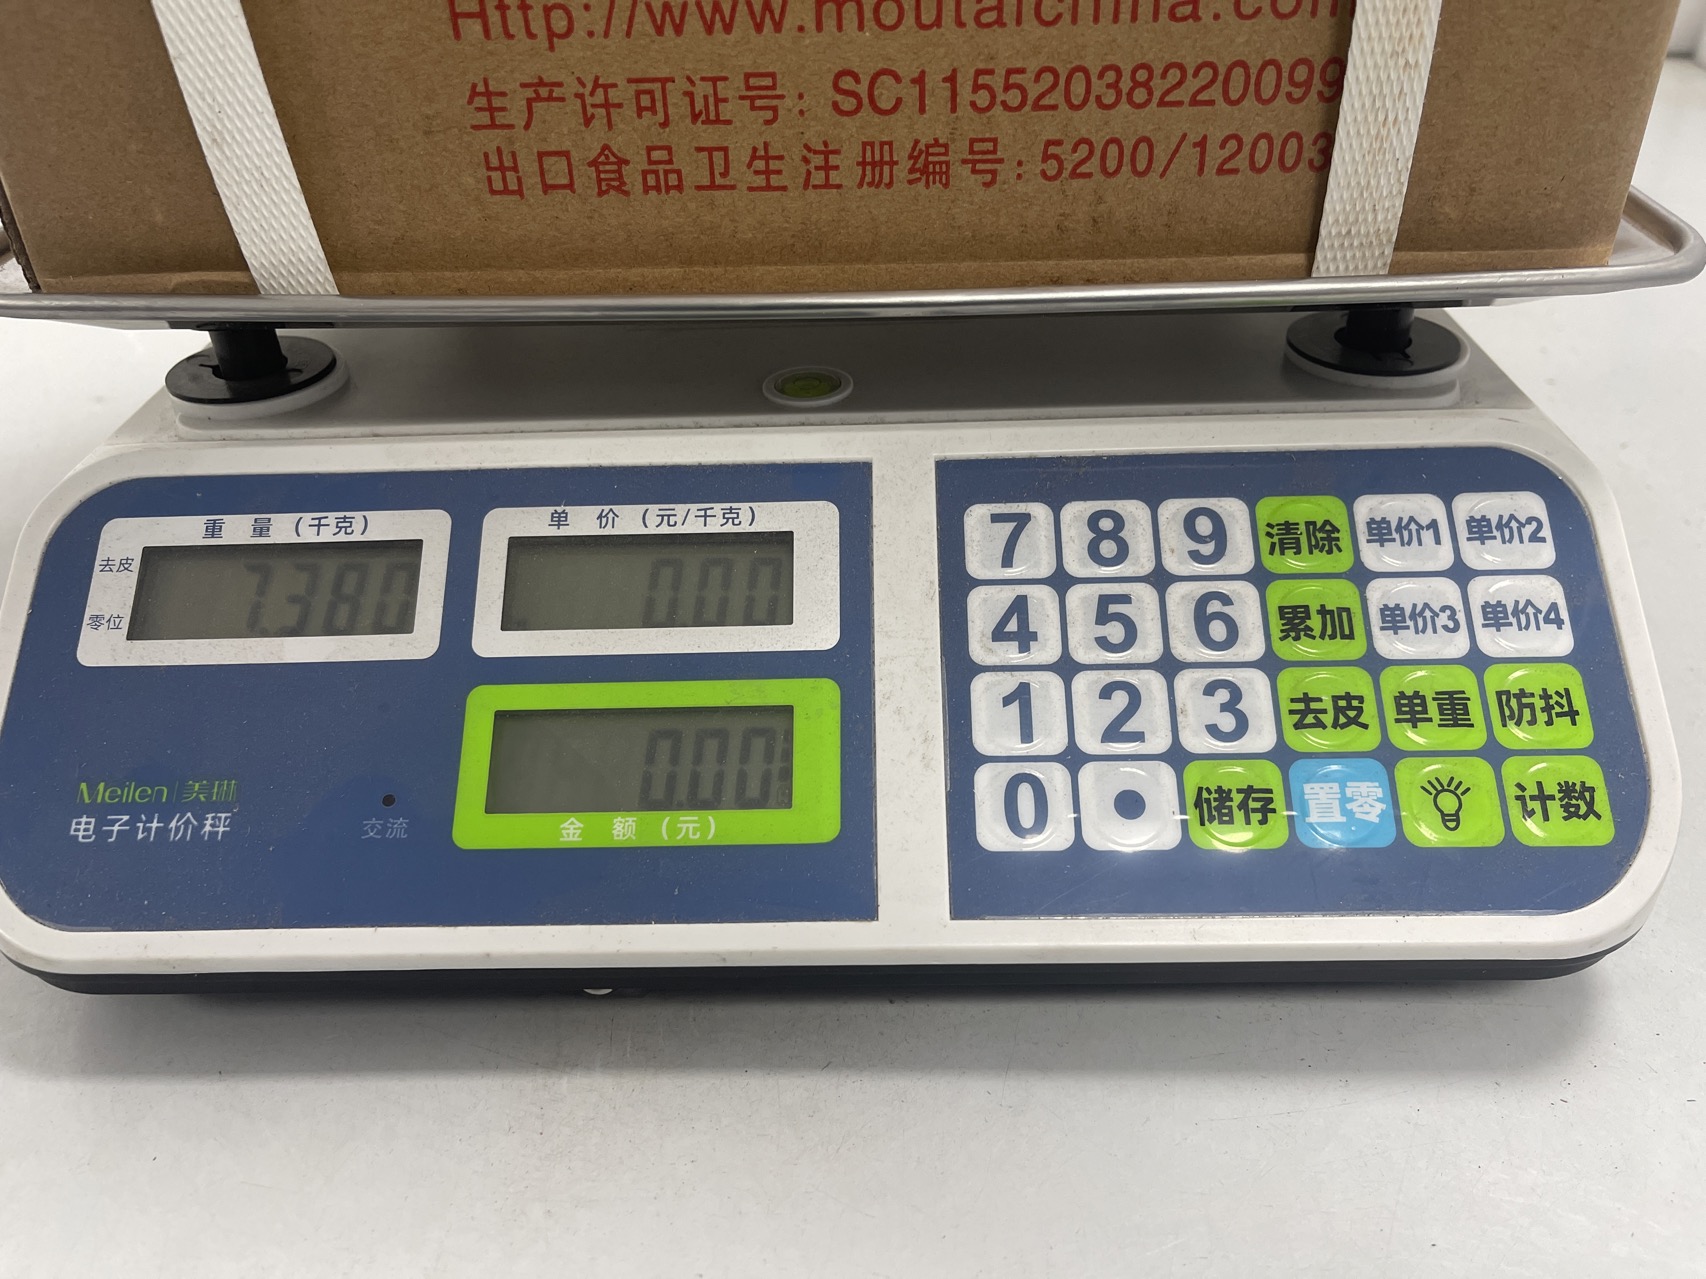 Http://www.moutaichina.com
生产许可证号: SC11552038220099
出口食品卫生注册编号: 5200/12003
重 量 (千克)
去皮
零位
7.380
单 价 (元/千克)
0.00
0.00
金 额 (元)
Meilen|美琳
电子计价秤
交流
7 8 9 清除 单价1 单价2
4 5 6 累加 单价3 单价4
1 2 3 去皮 单重 防抖
0 • 储存 置零 计数